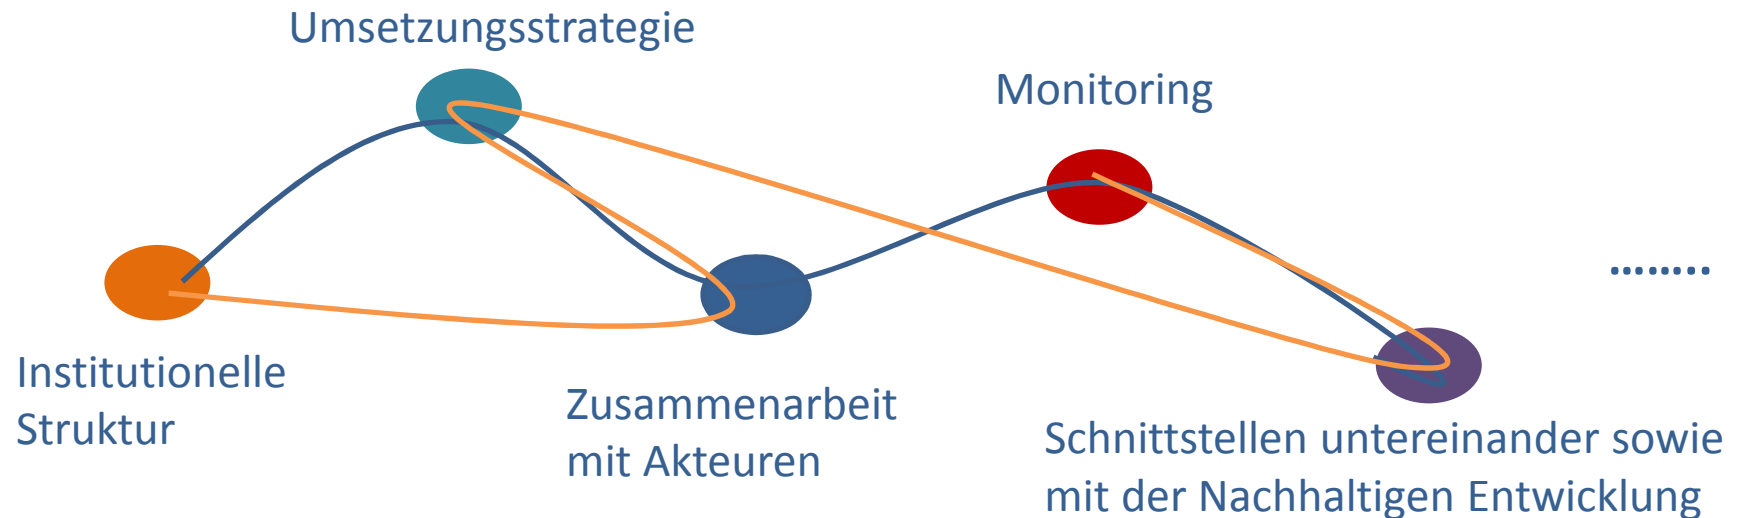 Umsetzungsstrategie
Monitoring
.........
Institutionelle
Struktur
Zusammenarbeit
mit Akteuren
Schnittstellen untereinander sowie
mit der Nachhaltigen Entwicklung